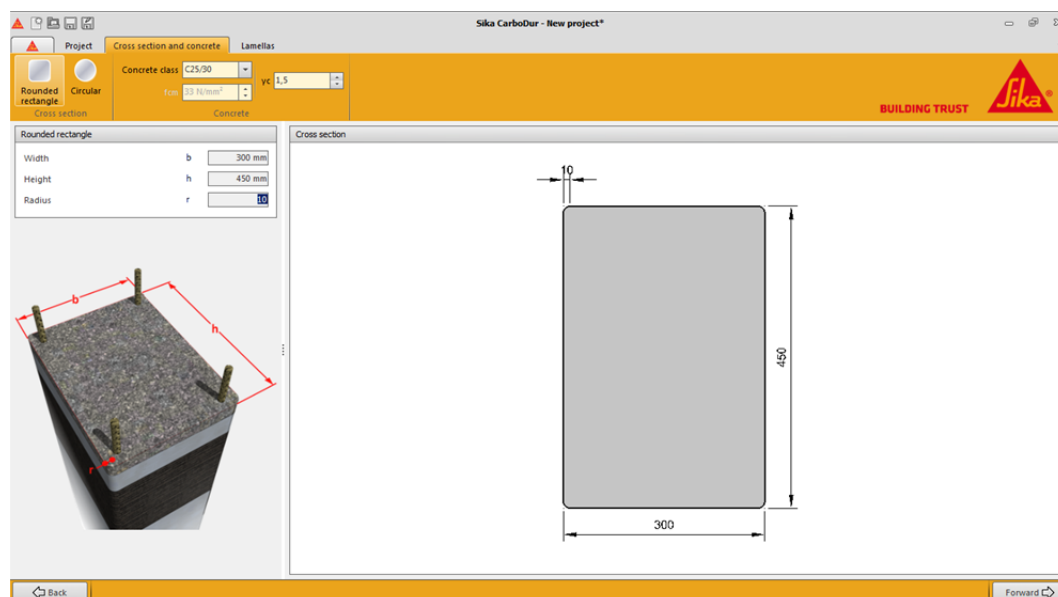 Sika CarboDur - New project*
Project
Cross section and concrete
Lamellas
Rounded rectangle
Circular
Cross section
Concrete class C25/30
fcm 33 N/mm²
γc 1,5
Concrete
BUILDING TRUST
Sika®
Rounded rectangle
Width b 300 mm
Height h 450 mm
Radius r 10
b
h
r
Cross section
10
450
300
Back
Forward